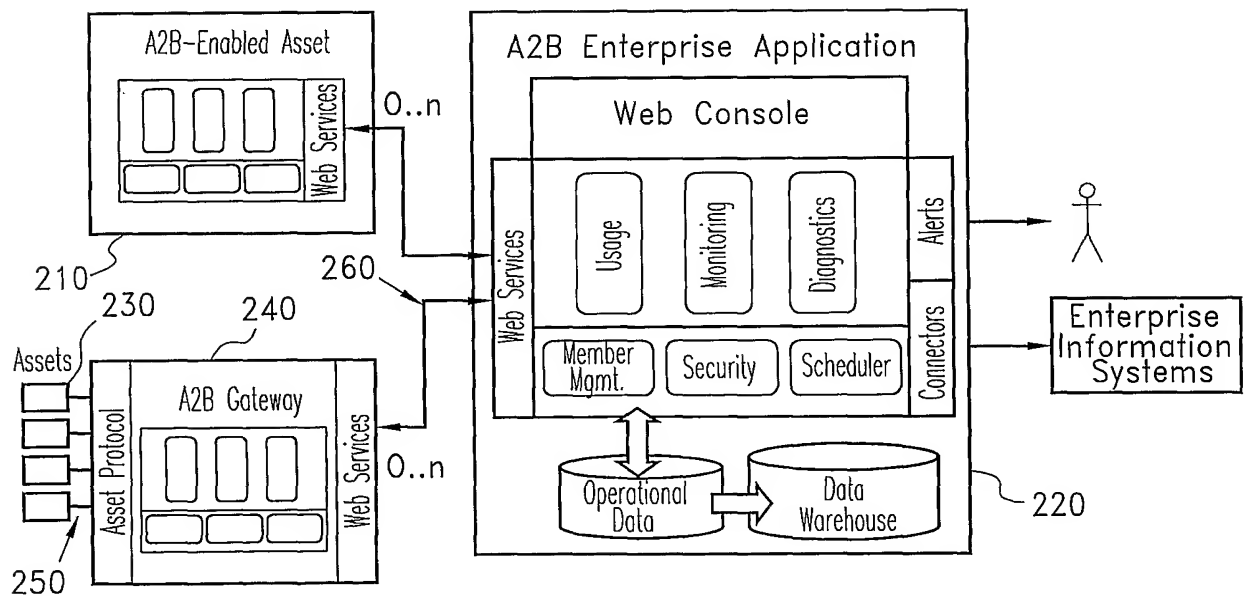 A2B-Enabled Asset
Web Services
0..n
210
A2B Enterprise Application
Web Console
Web Services
Usage
Monitoring
Diagnostics
Alerts
Connectors
Member
Mgmt.
Security
Scheduler
Operational
Data
Data
Warehouse
220
Enterprise
Information
Systems
260
230
240
Assets
Asset Protocol
A2B Gateway
Web Services
0..n
250